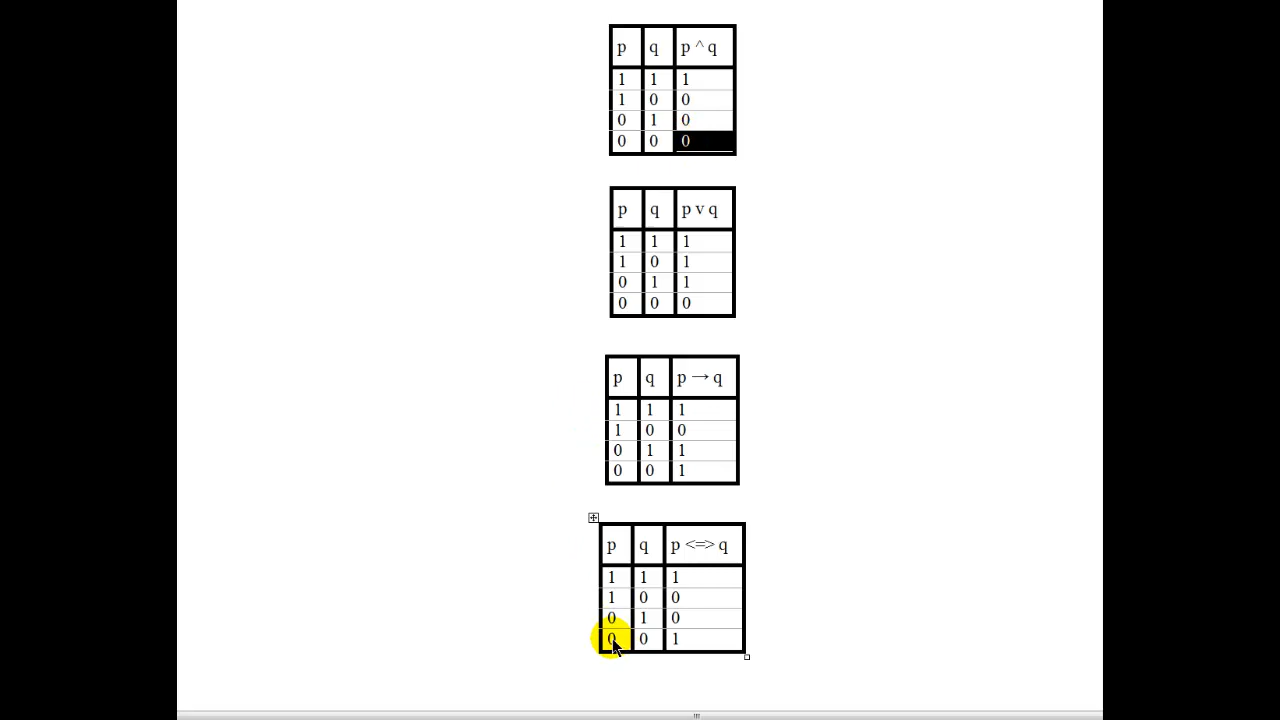 p q p ^ q
1 1 1
1 0 0
0 1 0
0 0 0
p q p v q
1 1 1
1 0 1
0 1 1
0 0 0
p q p → q
1 1 1
1 0 0
0 1 1
0 0 1
p q p <=> q
1 1 1
1 0 0
0 1 0
0 0 1